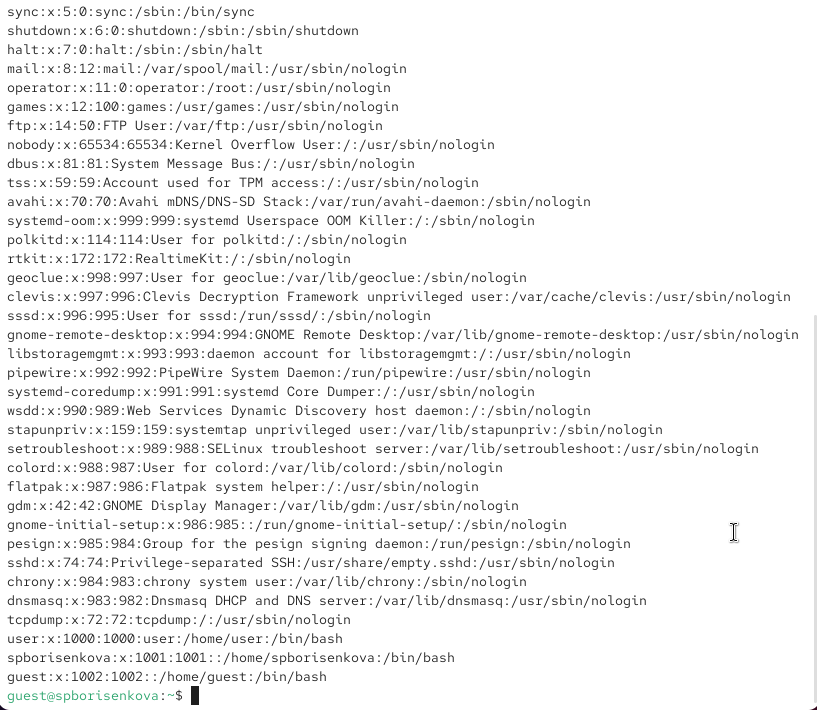 sync:x:5:0:sync:/sbin:/bin/sync
shutdown:x:6:0:shutdown:/sbin:/sbin/shutdown
halt:x:7:0:halt:/sbin:/sbin/halt
mail:x:8:12:mail:/var/spool/mail:/usr/sbin/nologin
operator:x:11:0:operator:/root:/usr/sbin/nologin
games:x:12:100:games:/usr/games:/usr/sbin/nologin
ftp:x:14:50:FTP User:/var/ftp:/usr/sbin/nologin
nobody:x:65534:65534:Kernel Overflow User:/:/usr/sbin/nologin
dbus:x:81:81:System Message Bus:/:/usr/sbin/nologin
tss:x:59:59:Account used for TPM access:/:/usr/sbin/nologin
avahi:x:70:70:Avahi mDNS/DNS-SD Stack:/var/run/avahi-daemon:/sbin/nologin
systemd-oom:x:999:999:systemd Userspace OOM Killer:/:/usr/sbin/nologin
polkitd:x:114:114:User for polkitd:/:/sbin/nologin
rtkit:x:172:172:RealtimeKit:/:/sbin/nologin
geoclue:x:998:997:User for geoclue:/var/lib/geoclue:/sbin/nologin
clevis:x:997:996:Clevis Decryption Framework unprivileged user:/var/cache/clevis:/usr/sbin/nologin
sssd:x:996:995:User for sssd:/run/sssd/:/sbin/nologin
gnome-remote-desktop:x:994:994:GNOME Remote Desktop:/var/lib/gnome-remote-desktop:/usr/sbin/nologin
libstoragemgmt:x:993:993:daemon account for libstoragemgmt:/:/usr/sbin/nologin
pipewire:x:992:992:PipeWire System Daemon:/run/pipewire:/usr/sbin/nologin
systemd-coredump:x:991:991:systemd Core Dumper:/:/usr/sbin/nologin
wsdd:x:990:989:Web Services Dynamic Discovery host daemon:/:/sbin/nologin
stapunpriv:x:159:159:systemtap unprivileged user:/var/lib/stapunpriv:/sbin/nologin
setroubleshoot:x:989:988:SELinux troubleshoot server:/var/lib/setroubleshoot:/usr/sbin/nologin
colord:x:988:987:User for colord:/var/lib/colord:/sbin/nologin
flatpak:x:987:986:Flatpak system helper:/:/usr/sbin/nologin
gdm:x:42:42:GNOME Display Manager:/var/lib/gdm:/usr/sbin/nologin
gnome-initial-setup:x:986:985::/run/gnome-initial-setup/:/sbin/nologin
pesign:x:985:984:Group for the pesign signing daemon:/run/pesign:/sbin/nologin
sshd:x:74:74:Privilege-separated SSH:/usr/share/empty.sshd:/usr/sbin/nologin
chrony:x:984:983:chrony system user:/var/lib/chrony:/sbin/nologin
dnsmasq:x:983:982:Dnsmasq DHCP and DNS server:/var/lib/dnsmasq:/usr/sbin/nologin
tcpdump:x:72:72:tcpdump:/:/usr/sbin/nologin
user:x:1000:1000:user:/home/user:/bin/bash
spborisenkova:x:1001:1001::/home/spborisenkova:/bin/bash
guest:x:1002:1002::/home/guest:/bin/bash
guest@spborisenkova:~$